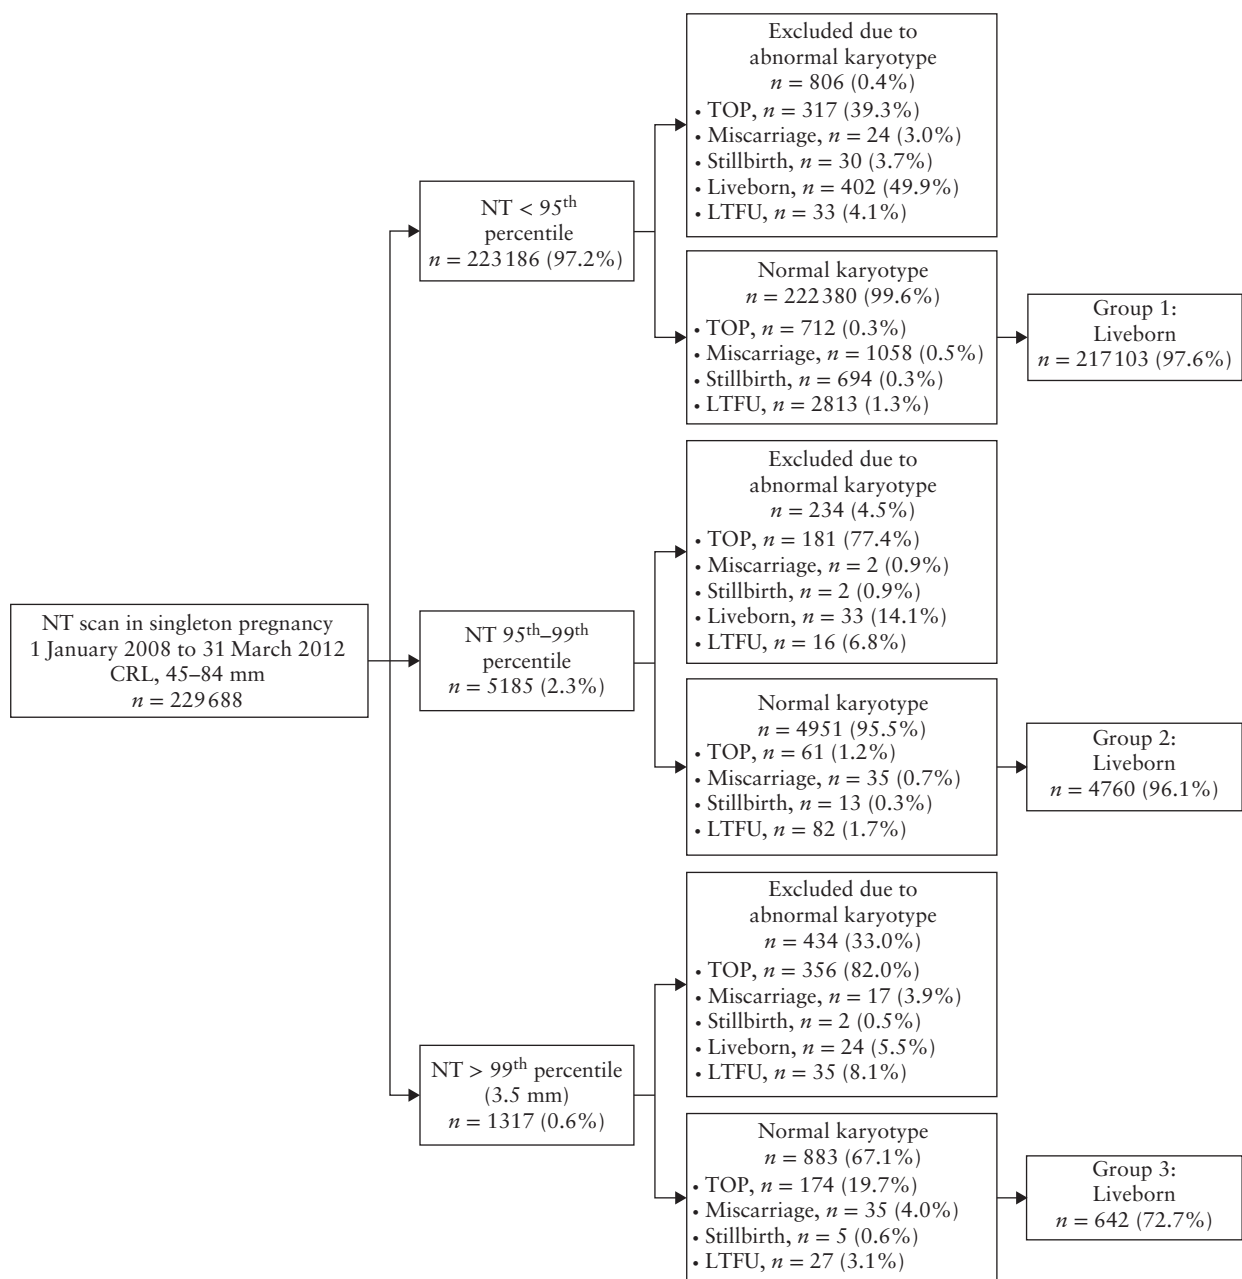 NT scan in singleton pregnancy
1 January 2008 to 31 March 2012
CRL, 45–84 mm
n = 229 688
NT < 95th
percentile
n = 223 186 (97.2%)
Excluded due to
abnormal karyotype
n = 806 (0.4%)
• TOP, n = 317 (39.3%)
• Miscarriage, n = 24 (3.0%)
• Stillbirth, n = 30 (3.7%)
• Liveborn, n = 402 (49.9%)
• LTFU, n = 33 (4.1%)
Normal karyotype
n = 222 380 (99.6%)
• TOP, n = 712 (0.3%)
• Miscarriage, n = 1058 (0.5%)
• Stillbirth, n = 694 (0.3%)
• LTFU, n = 2813 (1.3%)
Group 1:
Liveborn
n = 217 103 (97.6%)
NT 95th–99th
percentile
n = 5185 (2.3%)
Excluded due to
abnormal karyotype
n = 234 (4.5%)
• TOP, n = 181 (77.4%)
• Miscarriage, n = 2 (0.9%)
• Stillbirth, n = 2 (0.9%)
• Liveborn, n = 33 (14.1%)
• LTFU, n = 16 (6.8%)
Normal karyotype
n = 4951 (95.5%)
• TOP, n = 61 (1.2%)
• Miscarriage, n = 35 (0.7%)
• Stillbirth, n = 13 (0.3%)
• LTFU, n = 82 (1.7%)
Group 2:
Liveborn
n = 4760 (96.1%)
NT > 99th percentile
(3.5 mm)
n = 1317 (0.6%)
Excluded due to
abnormal karyotype
n = 434 (33.0%)
• TOP, n = 356 (82.0%)
• Miscarriage, n = 17 (3.9%)
• Stillbirth, n = 2 (0.5%)
• Liveborn, n = 24 (5.5%)
• LTFU, n = 35 (8.1%)
Normal karyotype
n = 883 (67.1%)
• TOP, n = 174 (19.7%)
• Miscarriage, n = 35 (4.0%)
• Stillbirth, n = 5 (0.6%)
• LTFU, n = 27 (3.1%)
Group 3:
Liveborn
n = 642 (72.7%)